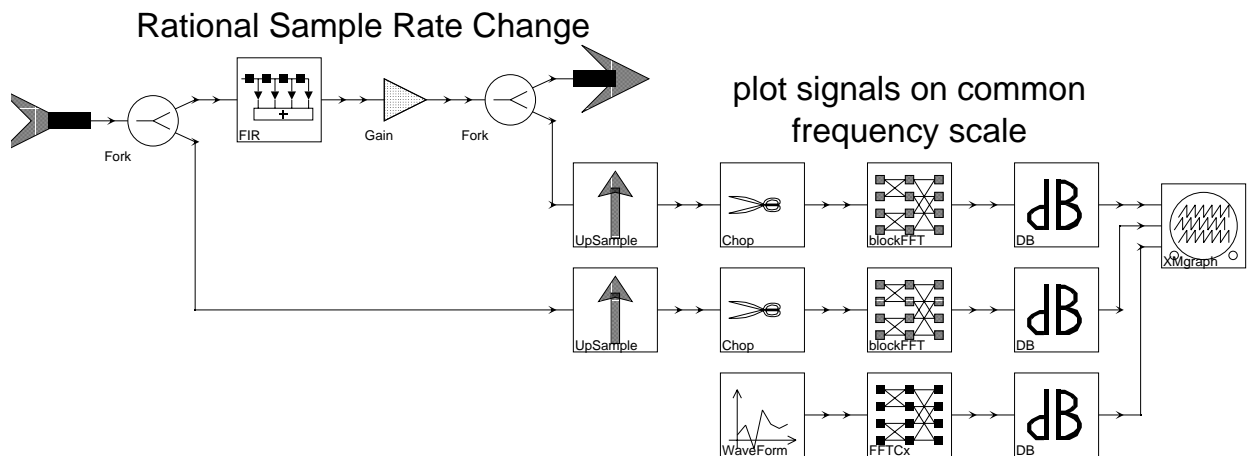 Rational Sample Rate Change
plot signals on common
frequency scale
FIR
Gain
Fork
Fork
UpSample
Chop
blockFFT
DB
XMgraph
UpSample
Chop
blockFFT
DB
WaveForm
FFTCx
DB